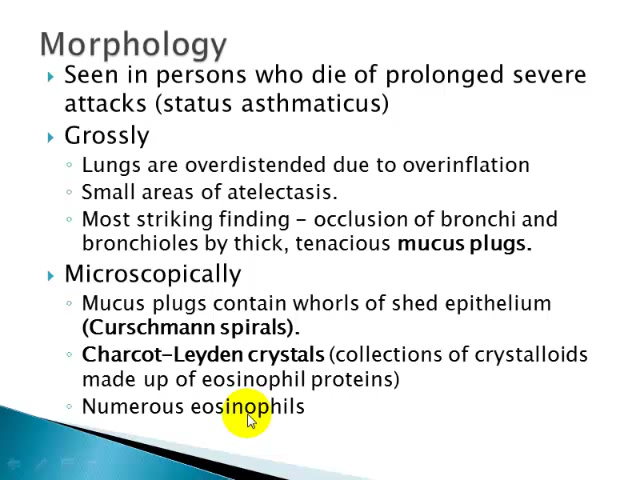 Morphology
Seen in persons who die of prolonged severe
attacks (status asthmaticus)
Grossly
Lungs are overdistended due to overinflation
Small areas of atelectasis.
Most striking finding – occlusion of bronchi and
bronchioles by thick, tenacious mucus plugs.
Microscopically
Mucus plugs contain whorls of shed epithelium
(Curschmann spirals).
Charcot-Leyden crystals (collections of crystalloids
made up of eosinophil proteins)
Numerous eosinophils